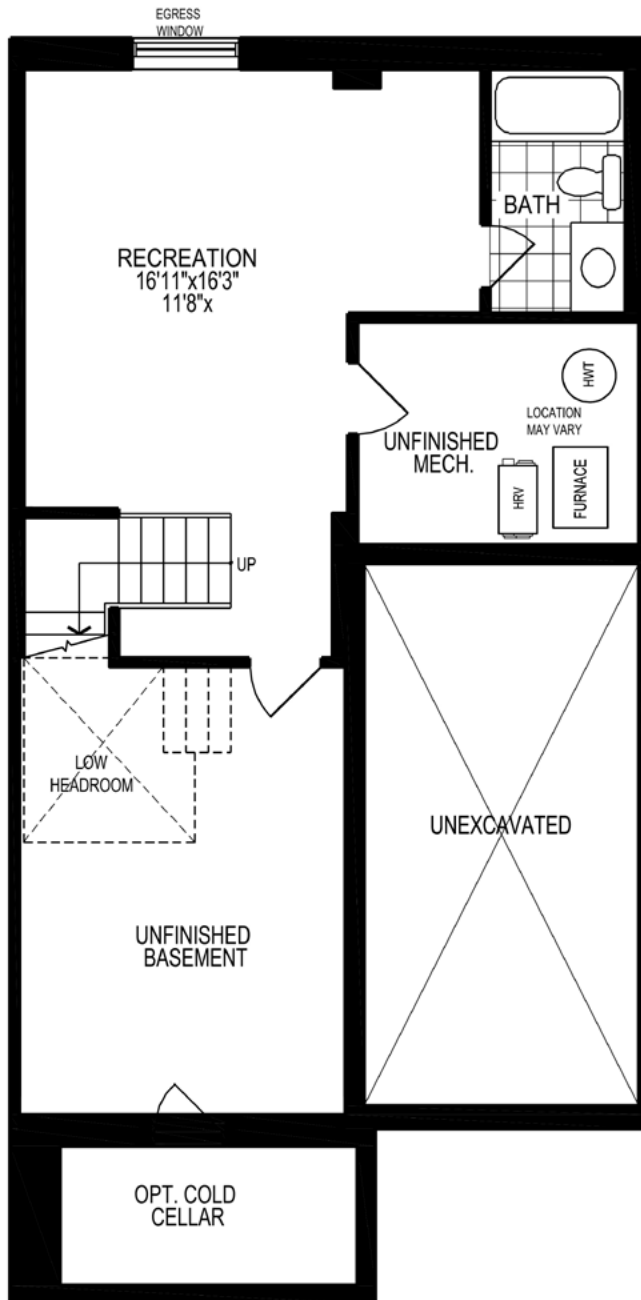 EGRESS
WINDOW
BATH
RECREATION
16'11"x16'3"
11'8"x
HWT
LOCATION
MAY VARY
UNFINISHED
MECH.
HRV
FURNACE
UP
LOW
HEADROOM
UNEXCAVATED
UNFINISHED
BASEMENT
OPT. COLD
CELLAR